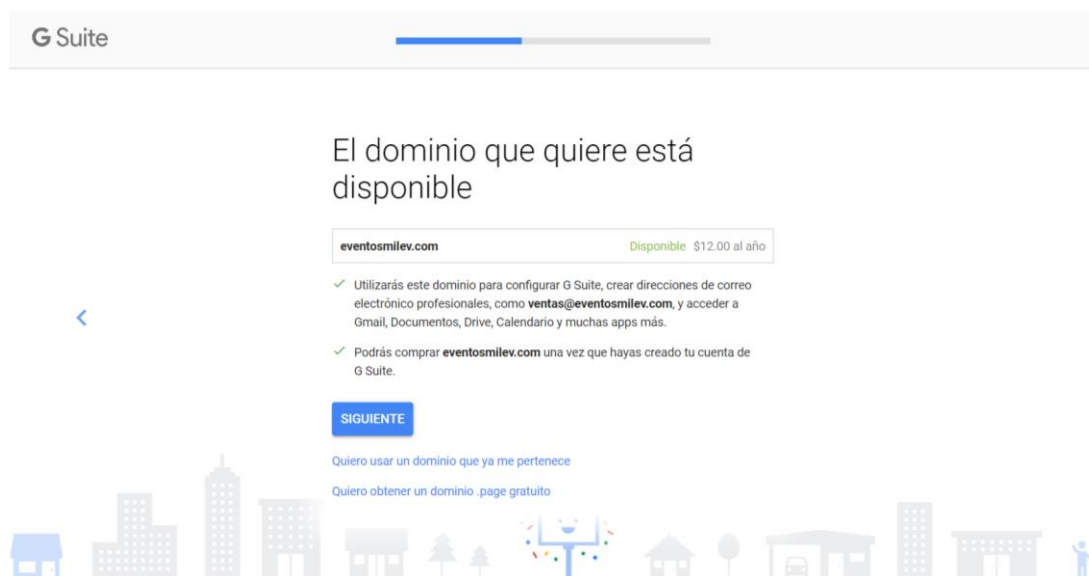 G Suite
El dominio que quiere está
disponible
eventosmilev.com Disponible $12.00 al año
Utilizarás este dominio para configurar G Suite, crear direcciones de correo
electrónico profesionales, como ventas@eventosmilev.com, y acceder a
Gmail, Documentos, Drive, Calendario y muchas apps más.
Podrás comprar eventosmilev.com una vez que hayas creado tu cuenta de
G Suite.
SIGUIENTE
Quiero usar un dominio que ya me pertenece
Quiero obtener un dominio .page gratuito